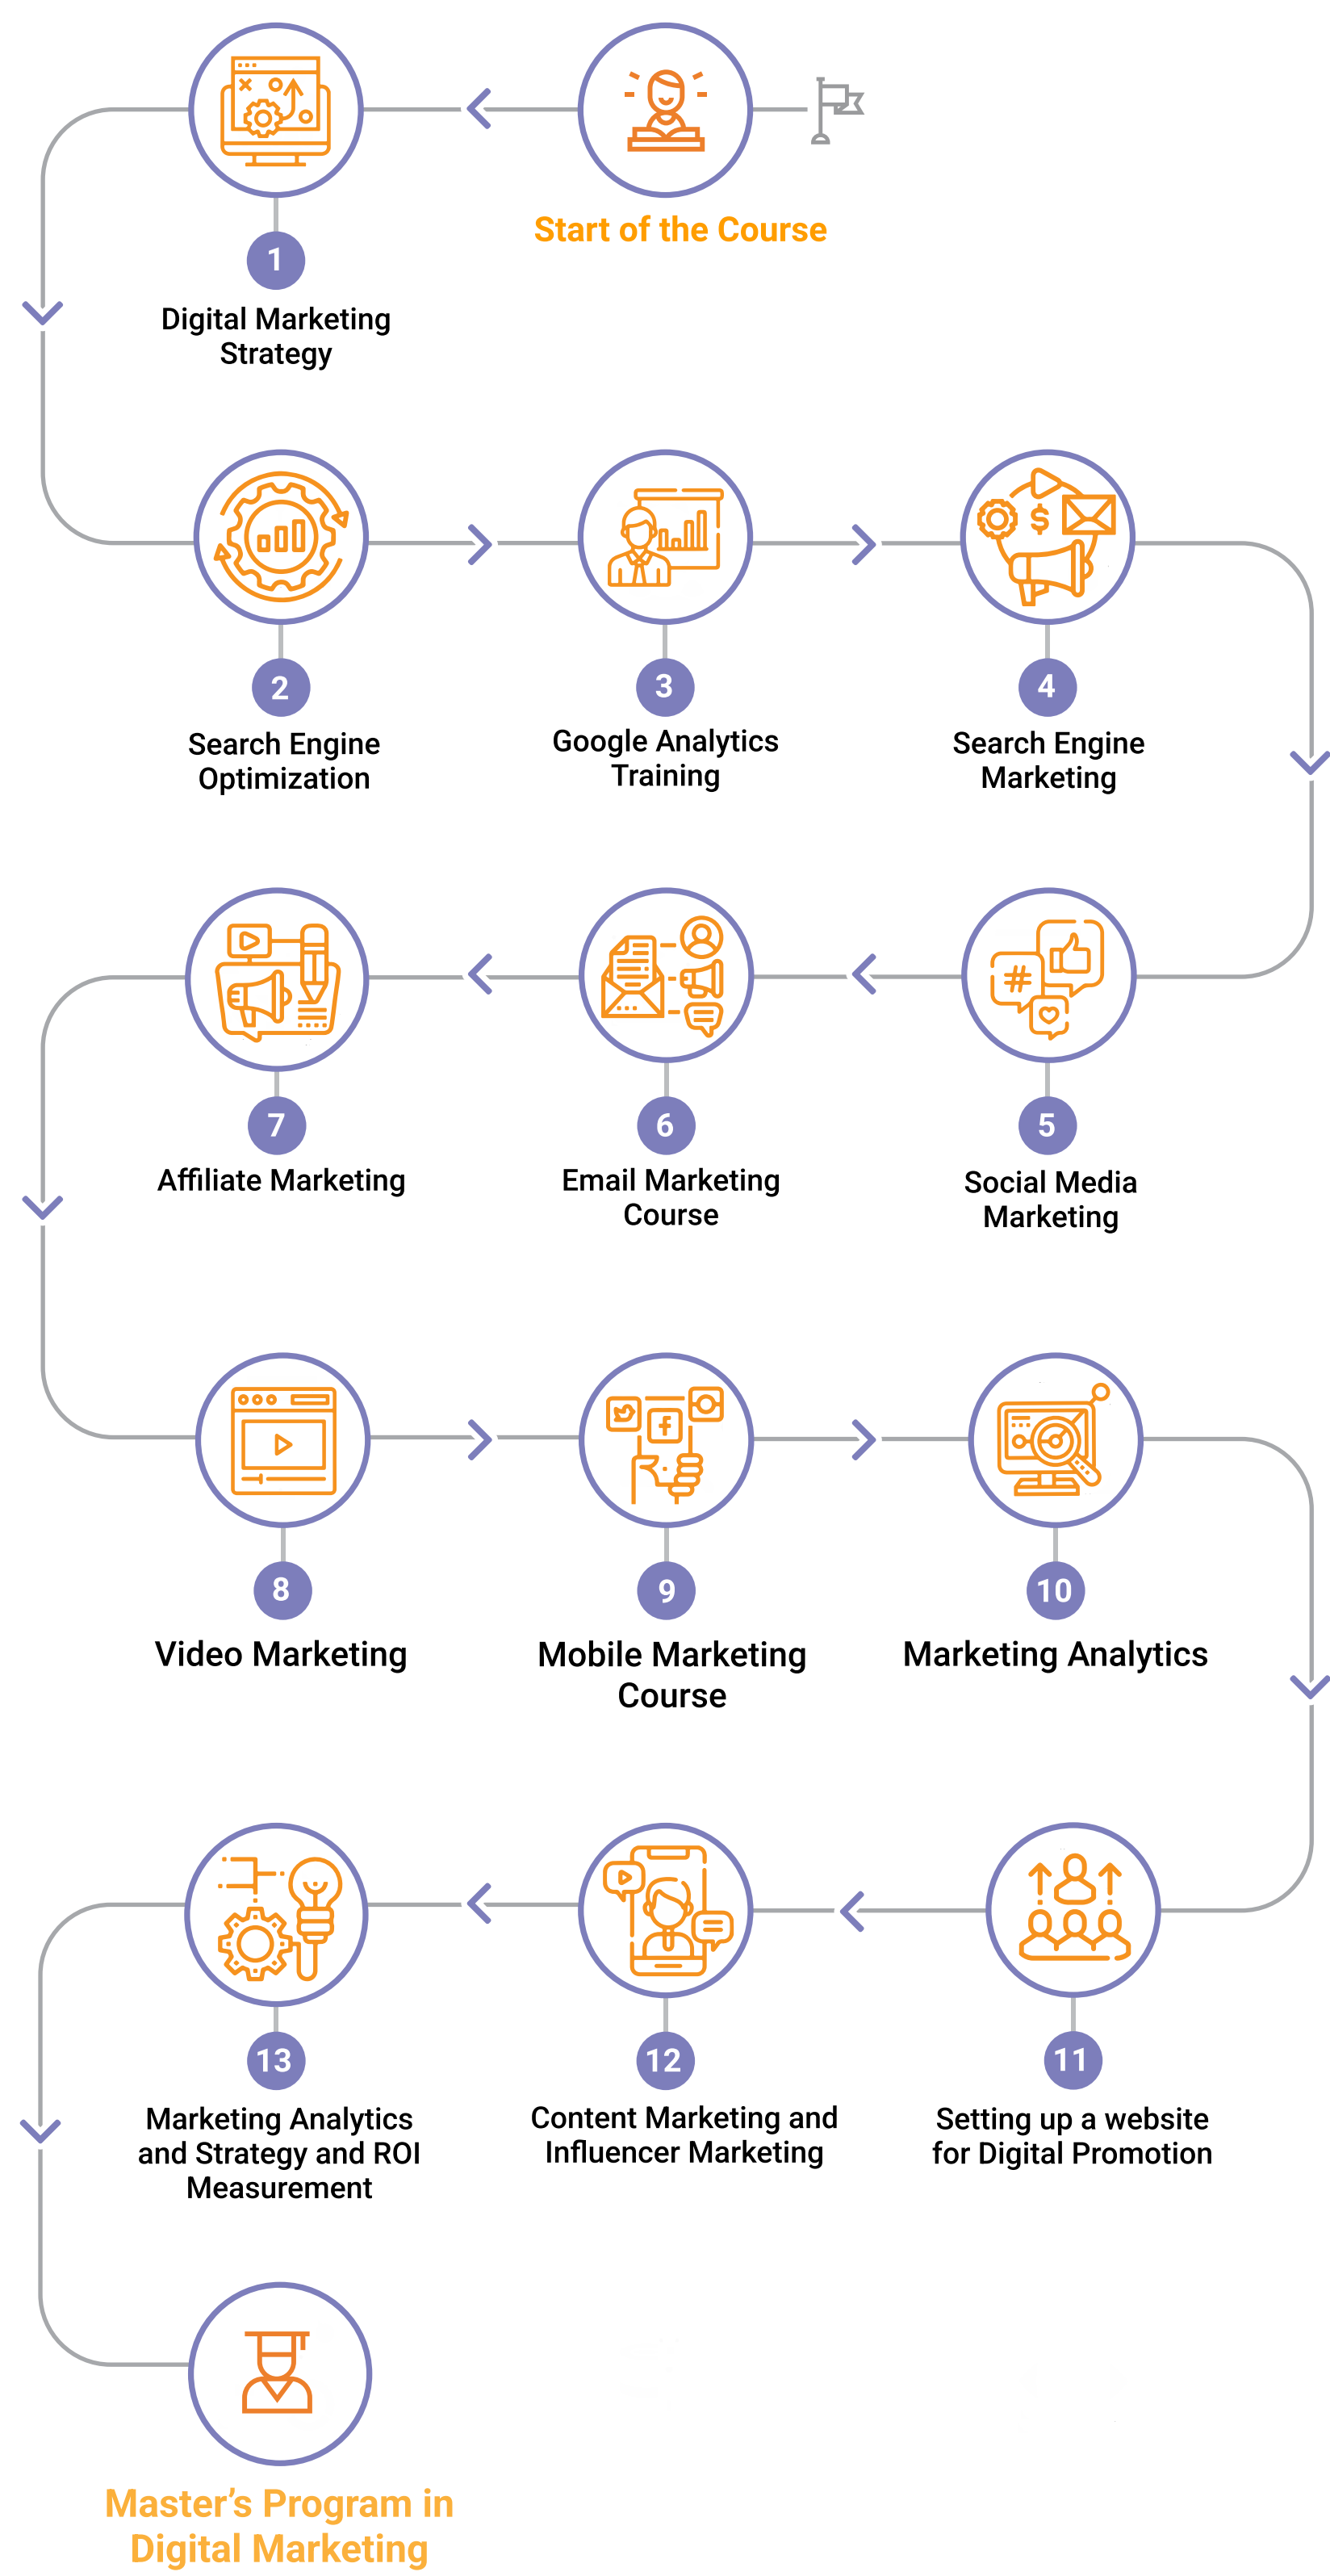 Start of the Course
1
Digital Marketing
Strategy
2
Search Engine
Optimization
3
Google Analytics
Training
$
4
Search Engine
Marketing
#
5
Social Media
Marketing
6
Email Marketing
Course
7
Affiliate Marketing
8
Video Marketing
f
9
Mobile Marketing
Course
10
Marketing Analytics
11
Setting up a website
for Digital Promotion
12
Content Marketing and
Influencer Marketing
13
Marketing Analytics
and Strategy and ROI
Measurement
Master’s Program in
Digital Marketing